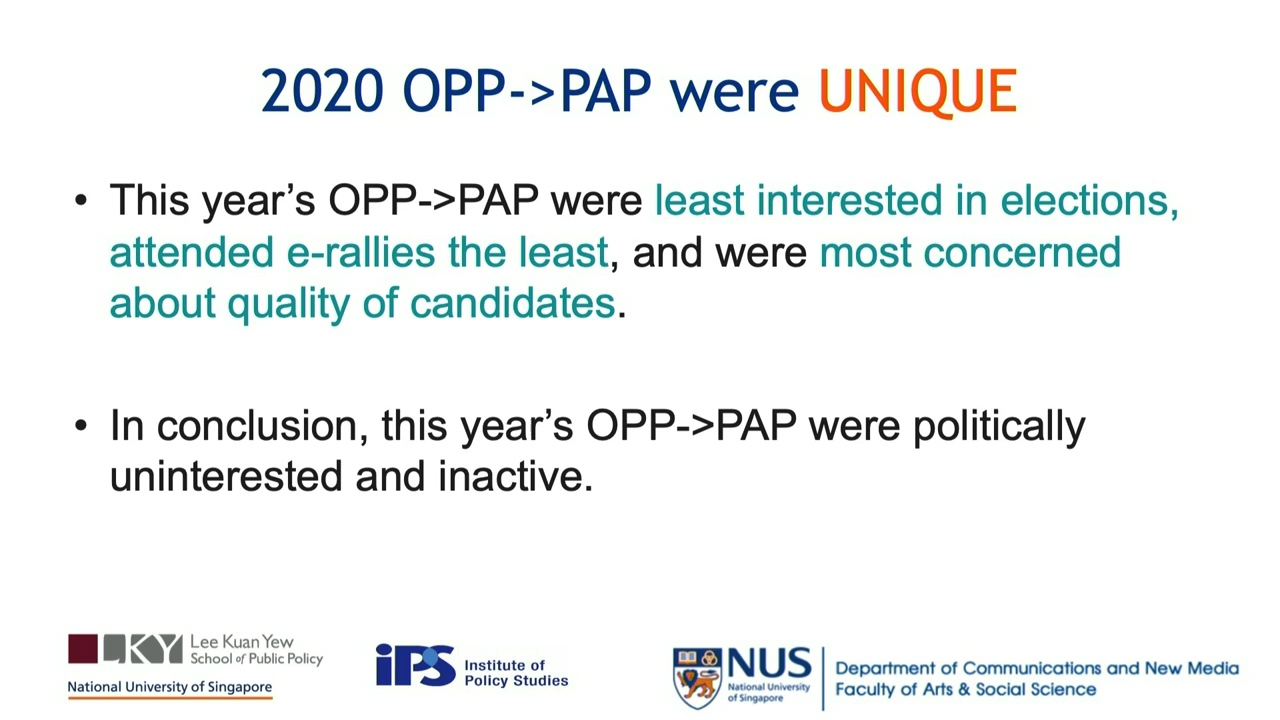 2020 OPP->PAP were UNIQUE
• This year’s OPP->PAP were least interested in elections,
attended e-rallies the least, and were most concerned
about quality of candidates.
• In conclusion, this year’s OPP->PAP were politically
uninterested and inactive.
LKY Lee Kuan Yew
School of Public Policy
National University of Singapore
iPS Institute of
Policy Studies
NUS
National University
of Singapore
Department of Communications and New Media
Faculty of Arts & Social Science